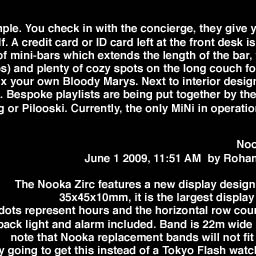 mple. You check in with the concierge, they give y
lf. A credit card or ID card left at the front desk is
of mini-bars which extends the length of the bar,
s) and plenty of cozy spots on the long couch fo
x your own Bloody Marys. Next to interior design
. Bespoke playlists are being put together by the
g or Pilooski. Currently, the only MiNi in operatio
Noo
June 1 2009, 11:51 AM by Rohan
The Nooka Zirc features a new display design
35x45x10mm, it is the largest display
dots represent hours and the horizontal row cour
back light and alarm included. Band is 22m wide
note that Nooka replacement bands will not fit
y going to get this instead of a Tokyo Flash watch